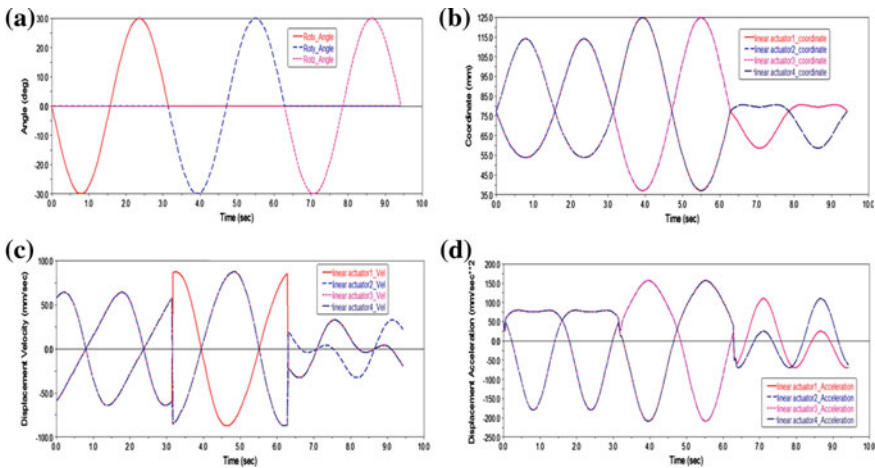 (a)
30.0
20.0
10.0
0.0
-10.0
-20.0
-30.0
Angle (deg)
Roty_Angle
Roty_Angle
Roty_Angle
0.0 1.0 2.0 3.0 4.0 5.0 6.0 7.0 8.0 9.0 10.0
Time (sec)
(b)
125.0
115.0
105.0
95.0
85.0
75.0
65.0
55.0
45.0
35.0
Coordinate (mm)
linear actuator1_coordinate
linear actuator2_coordinate
linear actuator3_coordinate
linear actuator4_coordinate
0.0 1.0 2.0 3.0 4.0 5.0 6.0 7.0 8.0 9.0 10.0
Time (sec)
(c)
100.0
50.0
0.0
-50.0
-100.0
Displacement Velocity (mm/sec)
linear actuator1_Vel
linear actuator2_Vel
linear actuator3_Vel
linear actuator4_Vel
0.0 1.0 2.0 3.0 4.0 5.0 6.0 7.0 8.0 9.0 10.0
Time (sec)
(d)
200.0
150.0
100.0
50.0
0.0
-50.0
-100.0
-150.0
-200.0
-250.0
Displacement Acceleration (mm/sec**2
linear actuator1_Acceleration
linear actuator2_Acceleration
linear actuator3_Acceleration
linear actuator4_Acceleration
0.0 1.0 2.0 3.0 4.0 5.0 6.0 7.0 8.0 9.0 10.0
Time (sec)